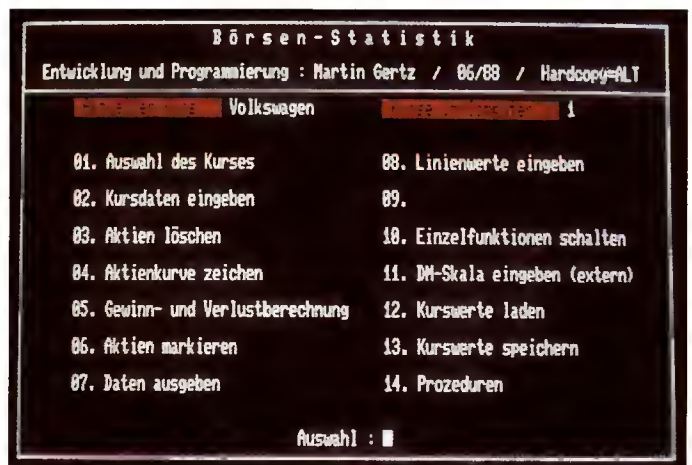 Börsen-Statistik
Entwicklung und Programmierung : Martin Gertz / 06/88 / Hardcopy=ALT
Volkswagen 1
01. Auswahl des Kurses
02. Kursdaten eingeben
03. Aktien löschen
04. Aktienkurve zeichen
05. Gewinn- und Verlustberechnung
06. Aktien markieren
07. Daten ausgeben
08. Linienwerte eingeben
09.
10. Einzelfunktionen schalten
11. DM-Skala eingeben (extern)
12. Kurswerte laden
13. Kurswerte speichern
14. Prozeduren
Auswahl :